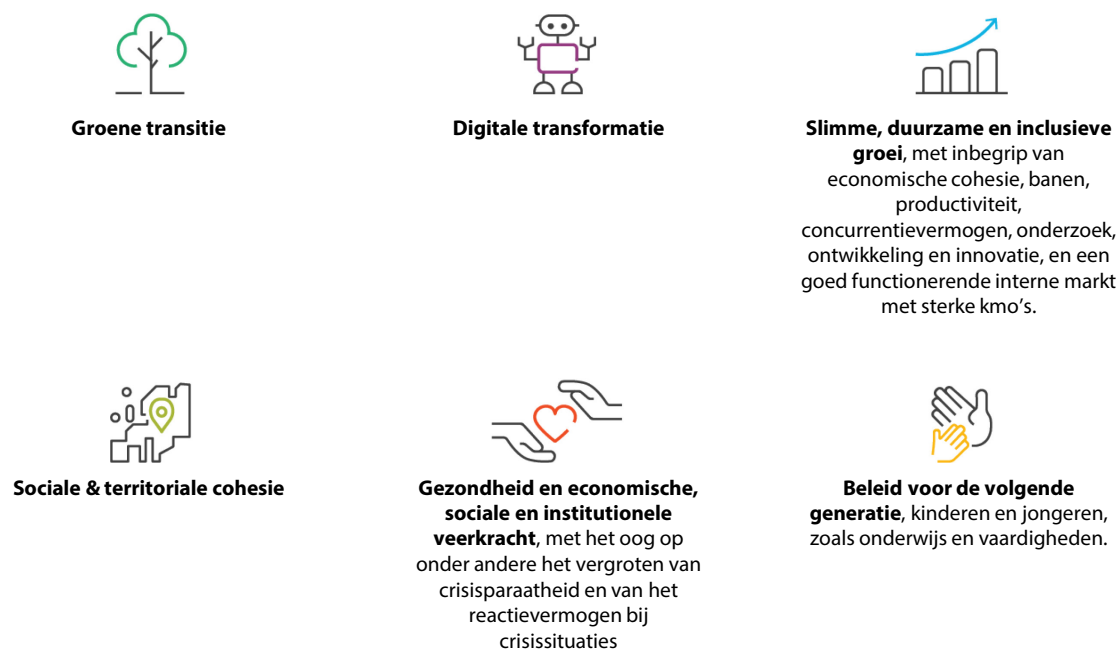 Groene transitie
Digitale transformatie
Slimme, duurzame en inclusieve
groei, met inbegrip van
economische cohesie, banen,
productiviteit,
concurrentievermogen, onderzoek,
ontwikkeling en innovatie, en een
goed functionerende interne markt
met sterke kmo's.
Sociale & territoriale cohesie
Gezondheid en economische,
sociale en institutionele
veerkracht, met het oog op
onder andere het vergroten van
crisisparaatheid en van het
reactievermogen bij
crisissituaties
Beleid voor de volgende
generatie, kinderen en jongeren,
zoals onderwijs en vaardigheden.